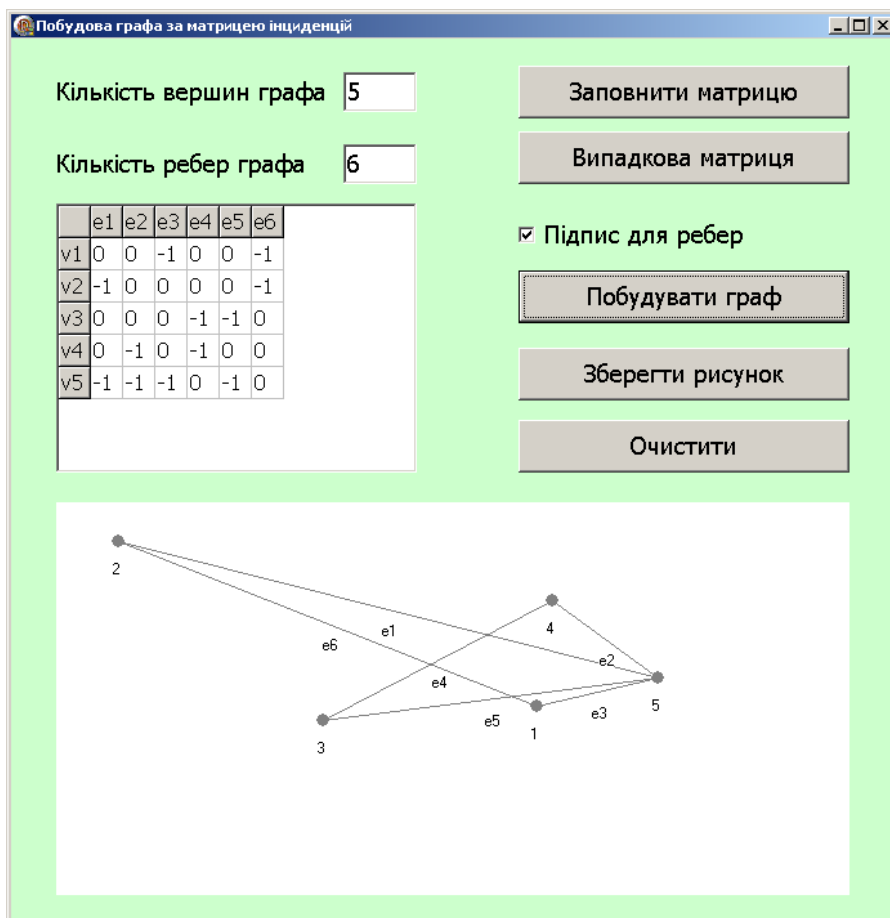 Побудова графа за матрицею інциденцій
Кількість вершин графа 5
Заповнити матрицю
Випадкова матриця
Кількість ребер графа 6
e1 e2 e3 e4 e5 e6
v1 0 0 -1 0 0 -1
v2 -1 0 0 0 0 -1
v3 0 0 0 -1 -1 0
v4 0 -1 0 -1 0 0
v5 -1 -1 -1 0 -1 0
Підпис для ребер
Побудувати граф
Зберегти рисунок
Очистити
2
4
e1
e6
e2
e4
5
e3
e5
1
3